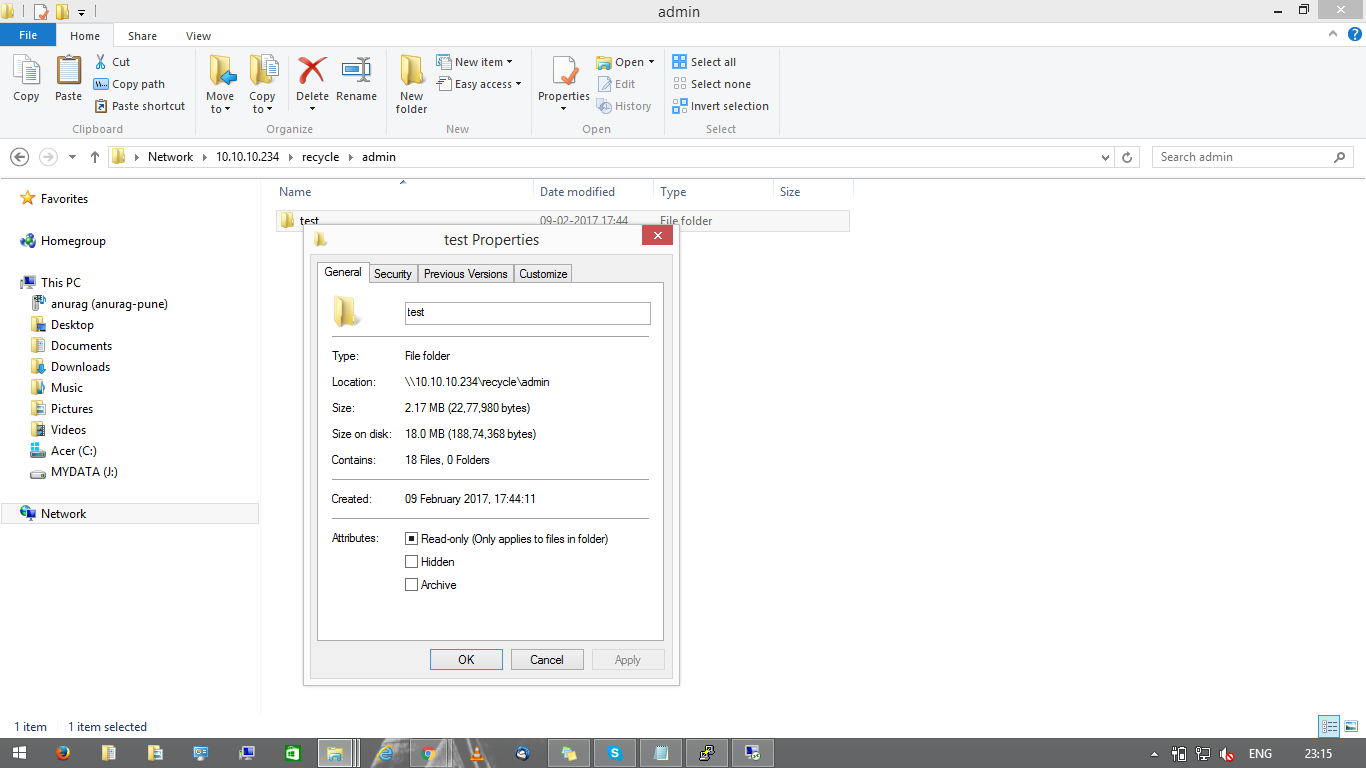 admin
File Home Share View
Copy
Paste
Cut
Copy path
Paste shortcut
Clipboard
Move to
Copy to
Delete
Rename
Organize
New folder
New item
Easy access
New
Properties
Open
Edit
History
Open
Select all
Select none
Invert selection
Select
Network 10.10.10.234 recycle admin
Search admin
Favorites
Homegroup
This PC
anurag (anurag-pune)
Desktop
Documents
Downloads
Music
Pictures
Videos
Acer (C:)
MYDATA (J:)
Network
Name Date modified Type Size
test 09-02-2017 17:44 File folder
test Properties
General Security Previous Versions Customize
test
Type: File folder
Location: \\10.10.10.234\recycle\admin
Size: 2.17 MB (22,77,980 bytes)
Size on disk: 18.0 MB (188,74,368 bytes)
Contains: 18 Files, 0 Folders
Created: 09 February 2017, 17:44:11
Attributes: Read-only (Only applies to files in folder)
Hidden
Archive
OK Cancel Apply
1 item 1 item selected
ENG 23:15